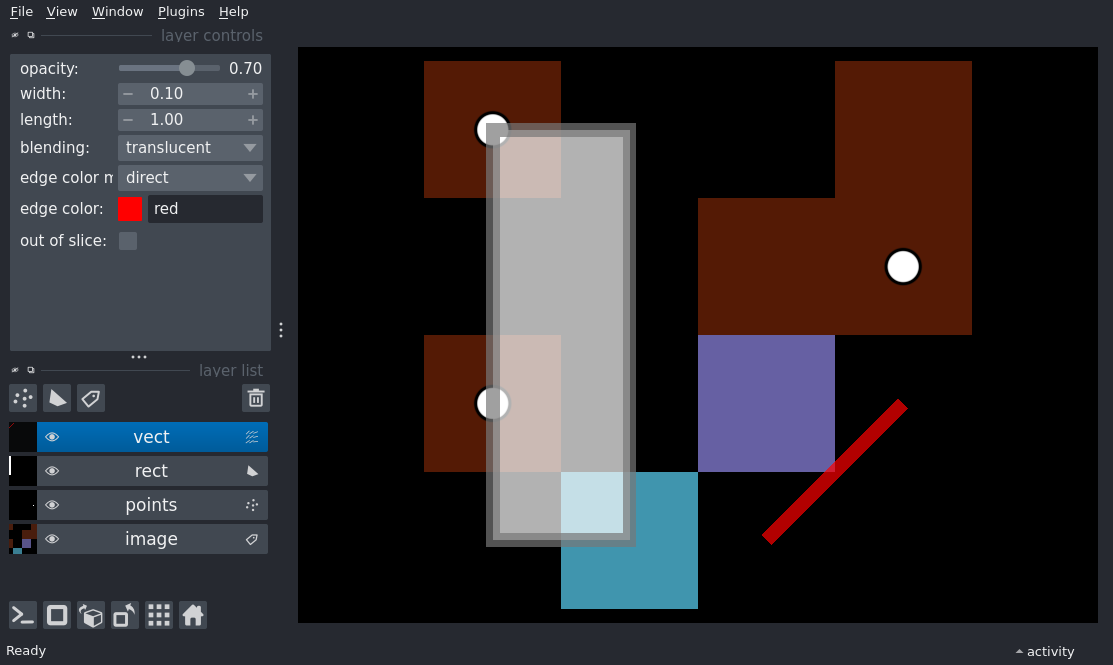 File View Window Plugins Help
layer controls
opacity: 0.70
width: 0.10
length: 1.00
blending: translucent
edge color m direct
edge color: red
out of slice:
layer list
vect
rect
points
image
Ready activity